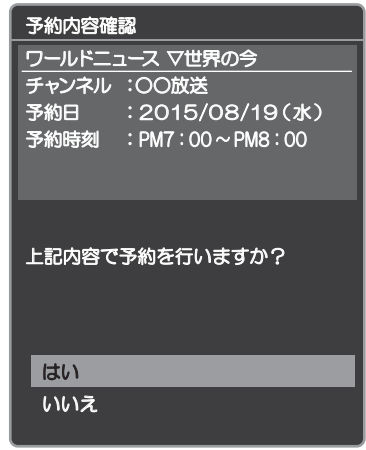 予約内容確認
ワールドニュース ▽世界の今
チャンネル :〇〇放送
予約日 :2015/08/19(水)
予約時刻 :PM7:00～PM8:00
上記内容で予約を行いますか?
はい
いいえ